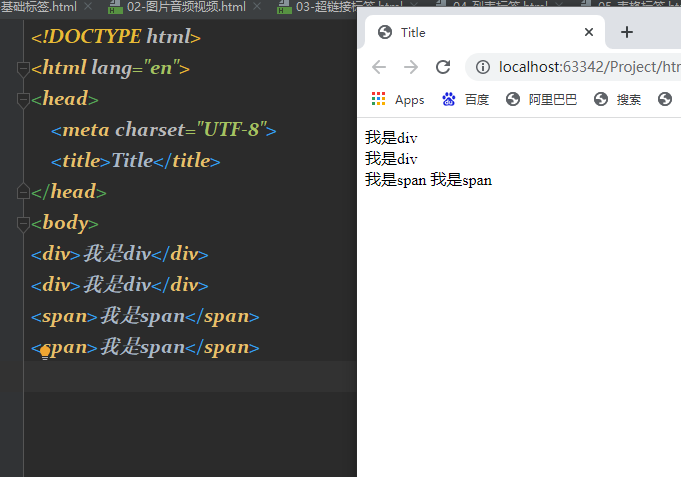 基础标签.html 02-图片音频视频.html 03-超链接标签.html 04-列表标签.html 05-表格标签.html
<!DOCTYPE html>
<html lang="en">
<head>
<meta charset="UTF-8">
<title>Title</title>
</head>
<body>
<div>我是div</div>
<div>我是div</div>
<span>我是span</span>
<span>我是span</span>
Title
localhost:63342/Project/htm
Apps 百度 阿里巴巴 搜索
我是div
我是div
我是span 我是span